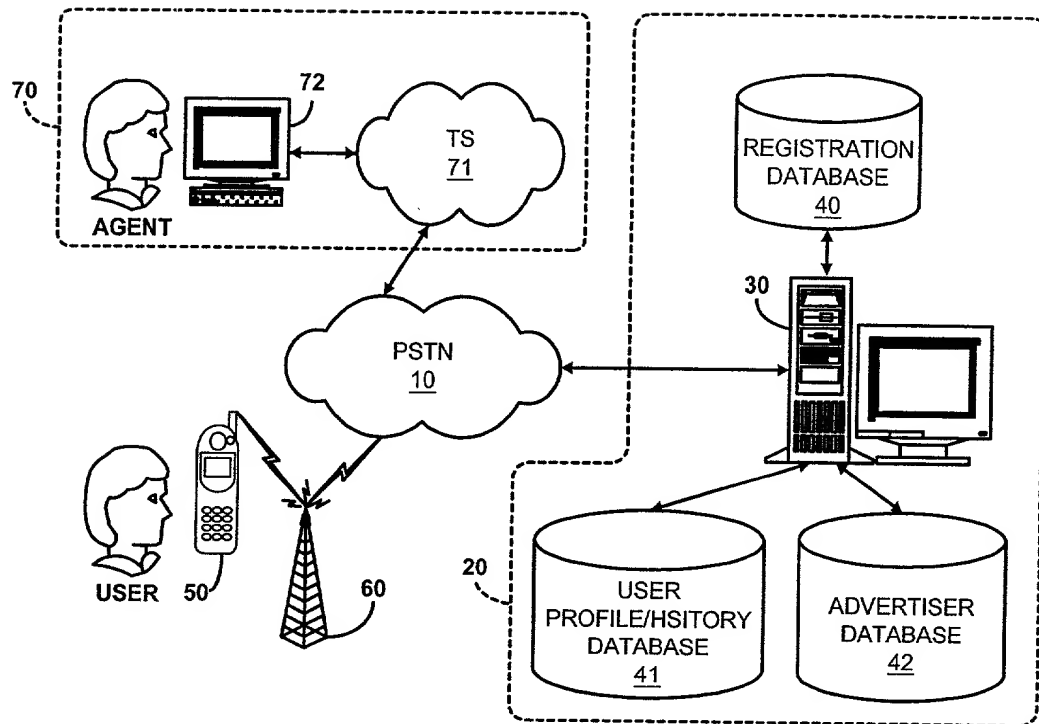 70
72
TS
71
AGENT
REGISTRATION
DATABASE
40
30
PSTN
10
USER
50
60
20
USER
PROFILE/HSITORY
DATABASE
41
ADVERTISER
DATABASE
42